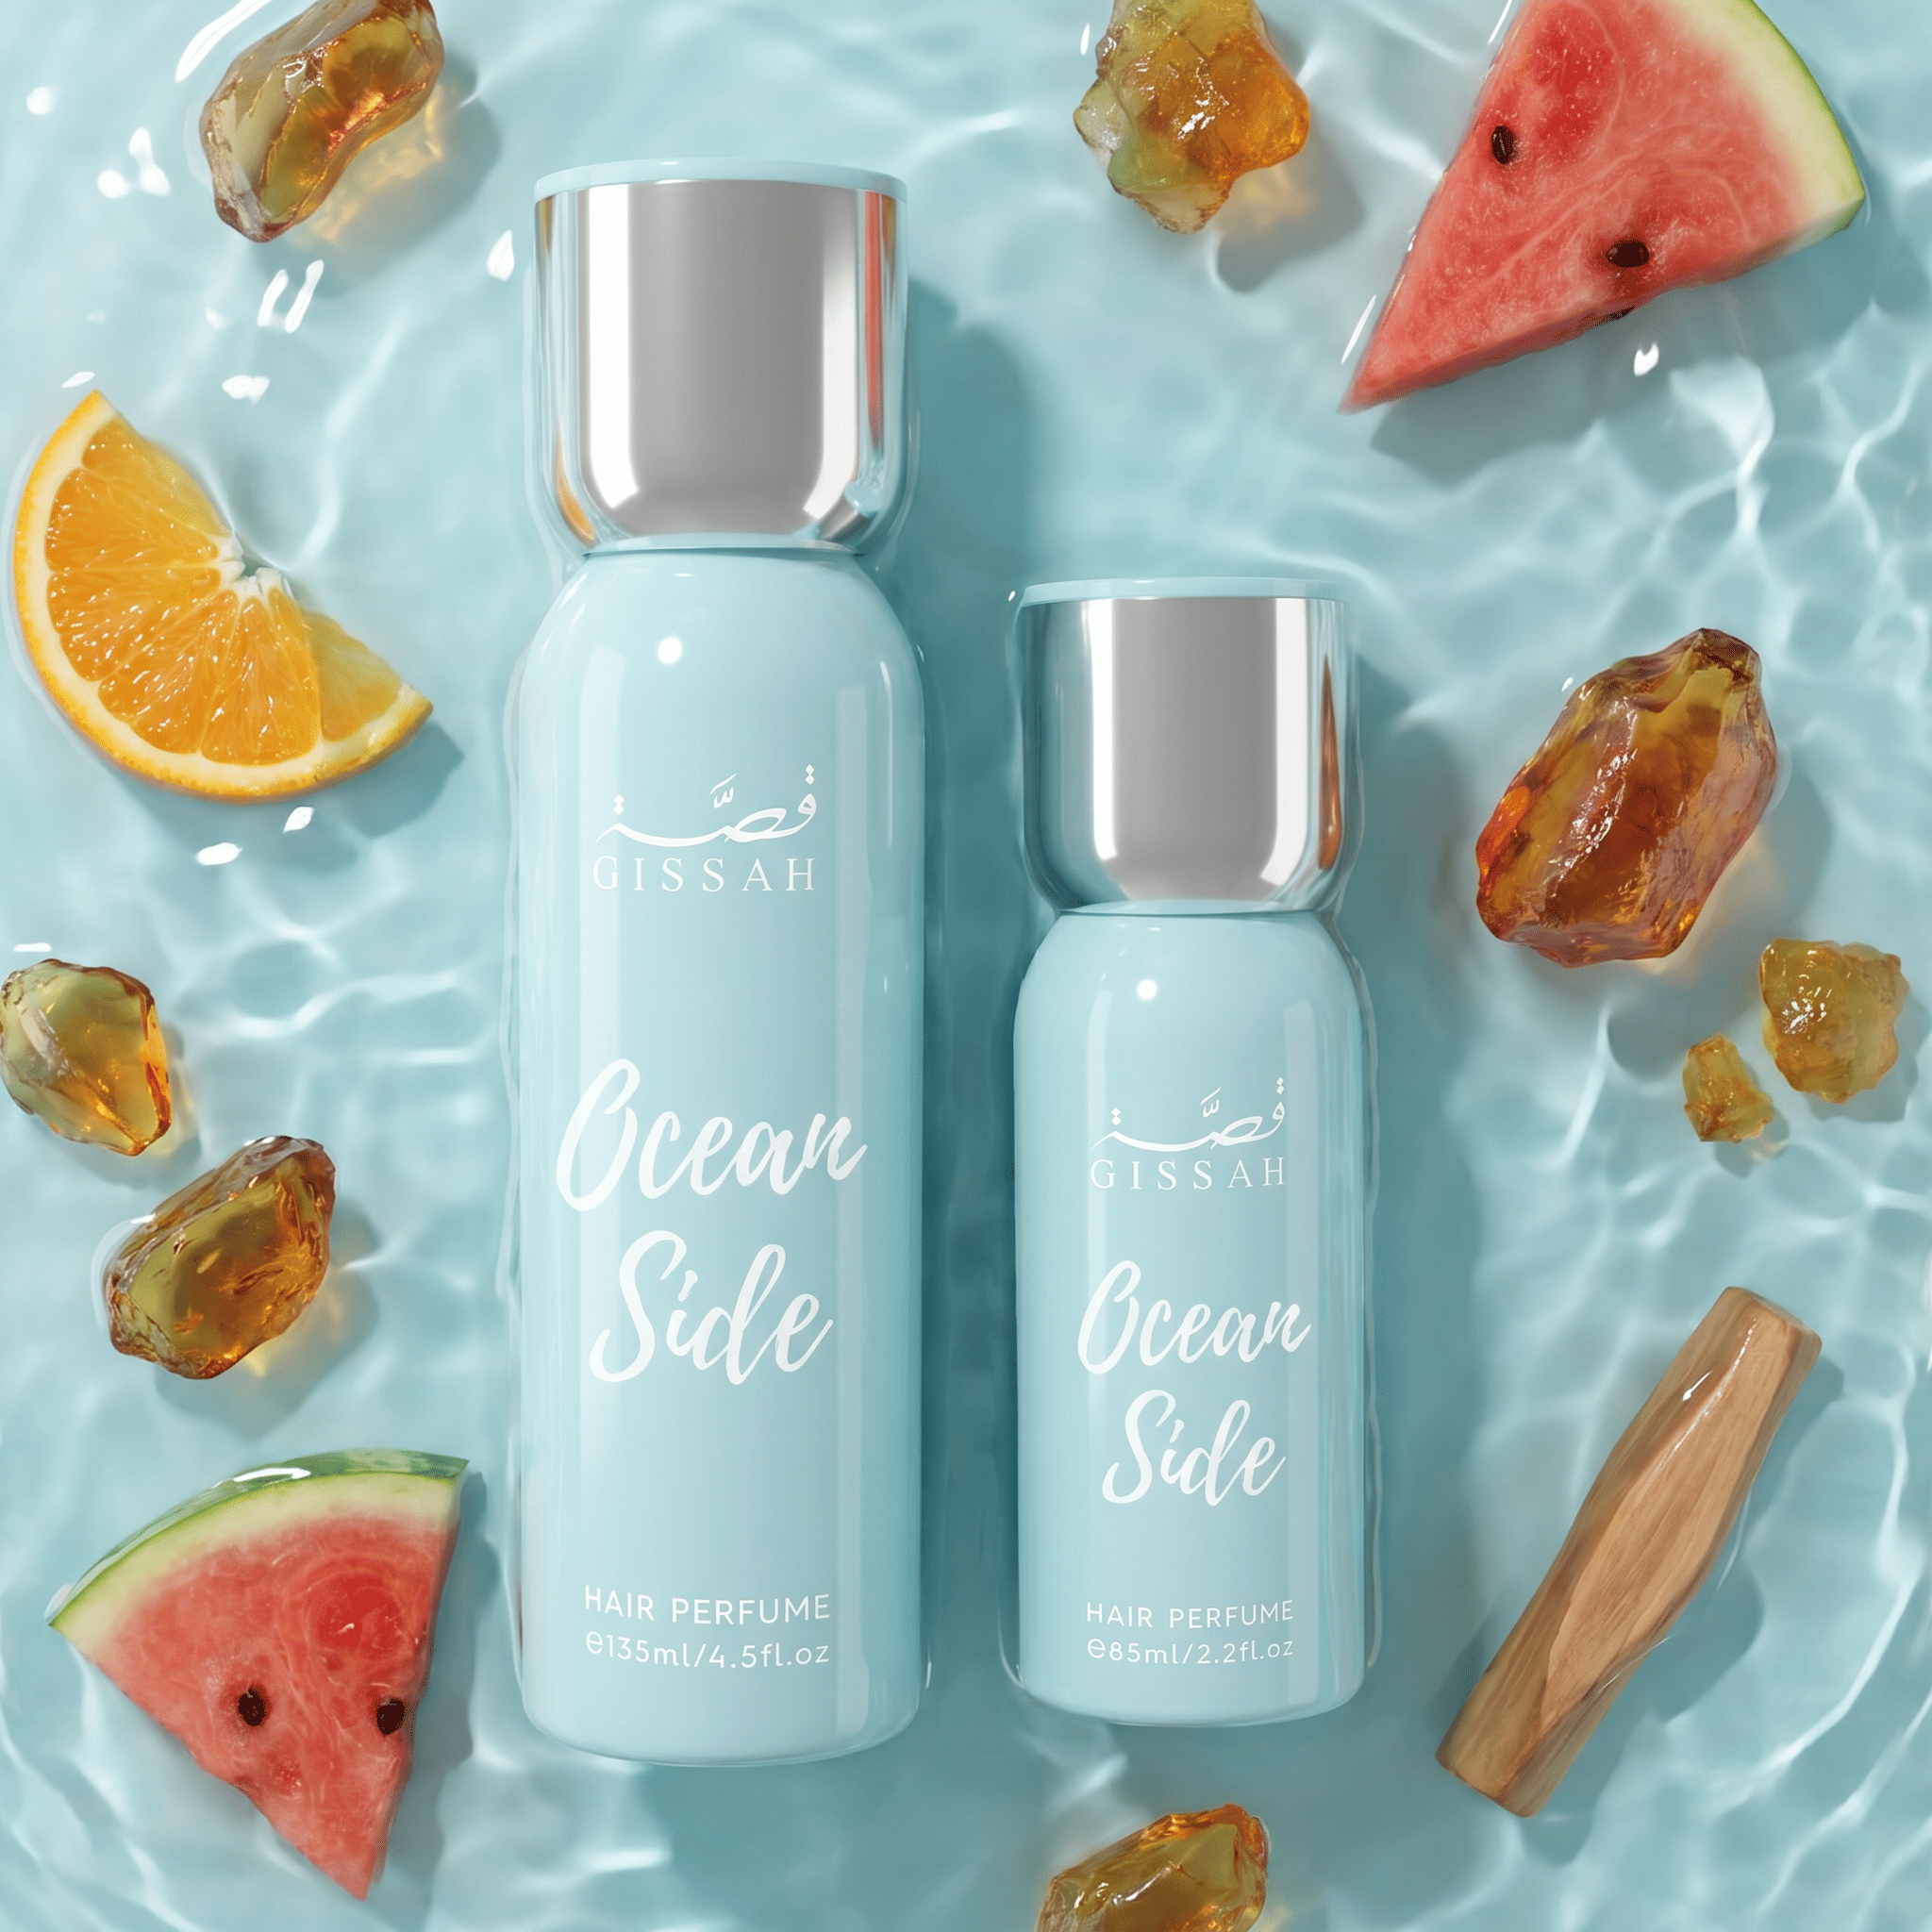 قصَّة
GISSAH
Ocean
Side
HAIR PERFUME
℮135ml/4.5fl.oz
قصَّة
GISSAH
Ocean
Side
HAIR PERFUME
℮85ml/2.2fl.oz